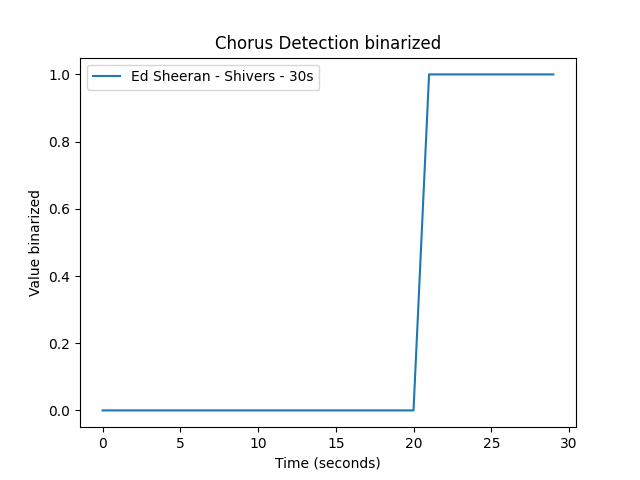 Chorus Detection binarized
Ed Sheeran - Shivers - 30s
Value binarized
1.0
0.8
0.6
0.4
0.2
0.0
0 5 10 15 20 25 30
Time (seconds)